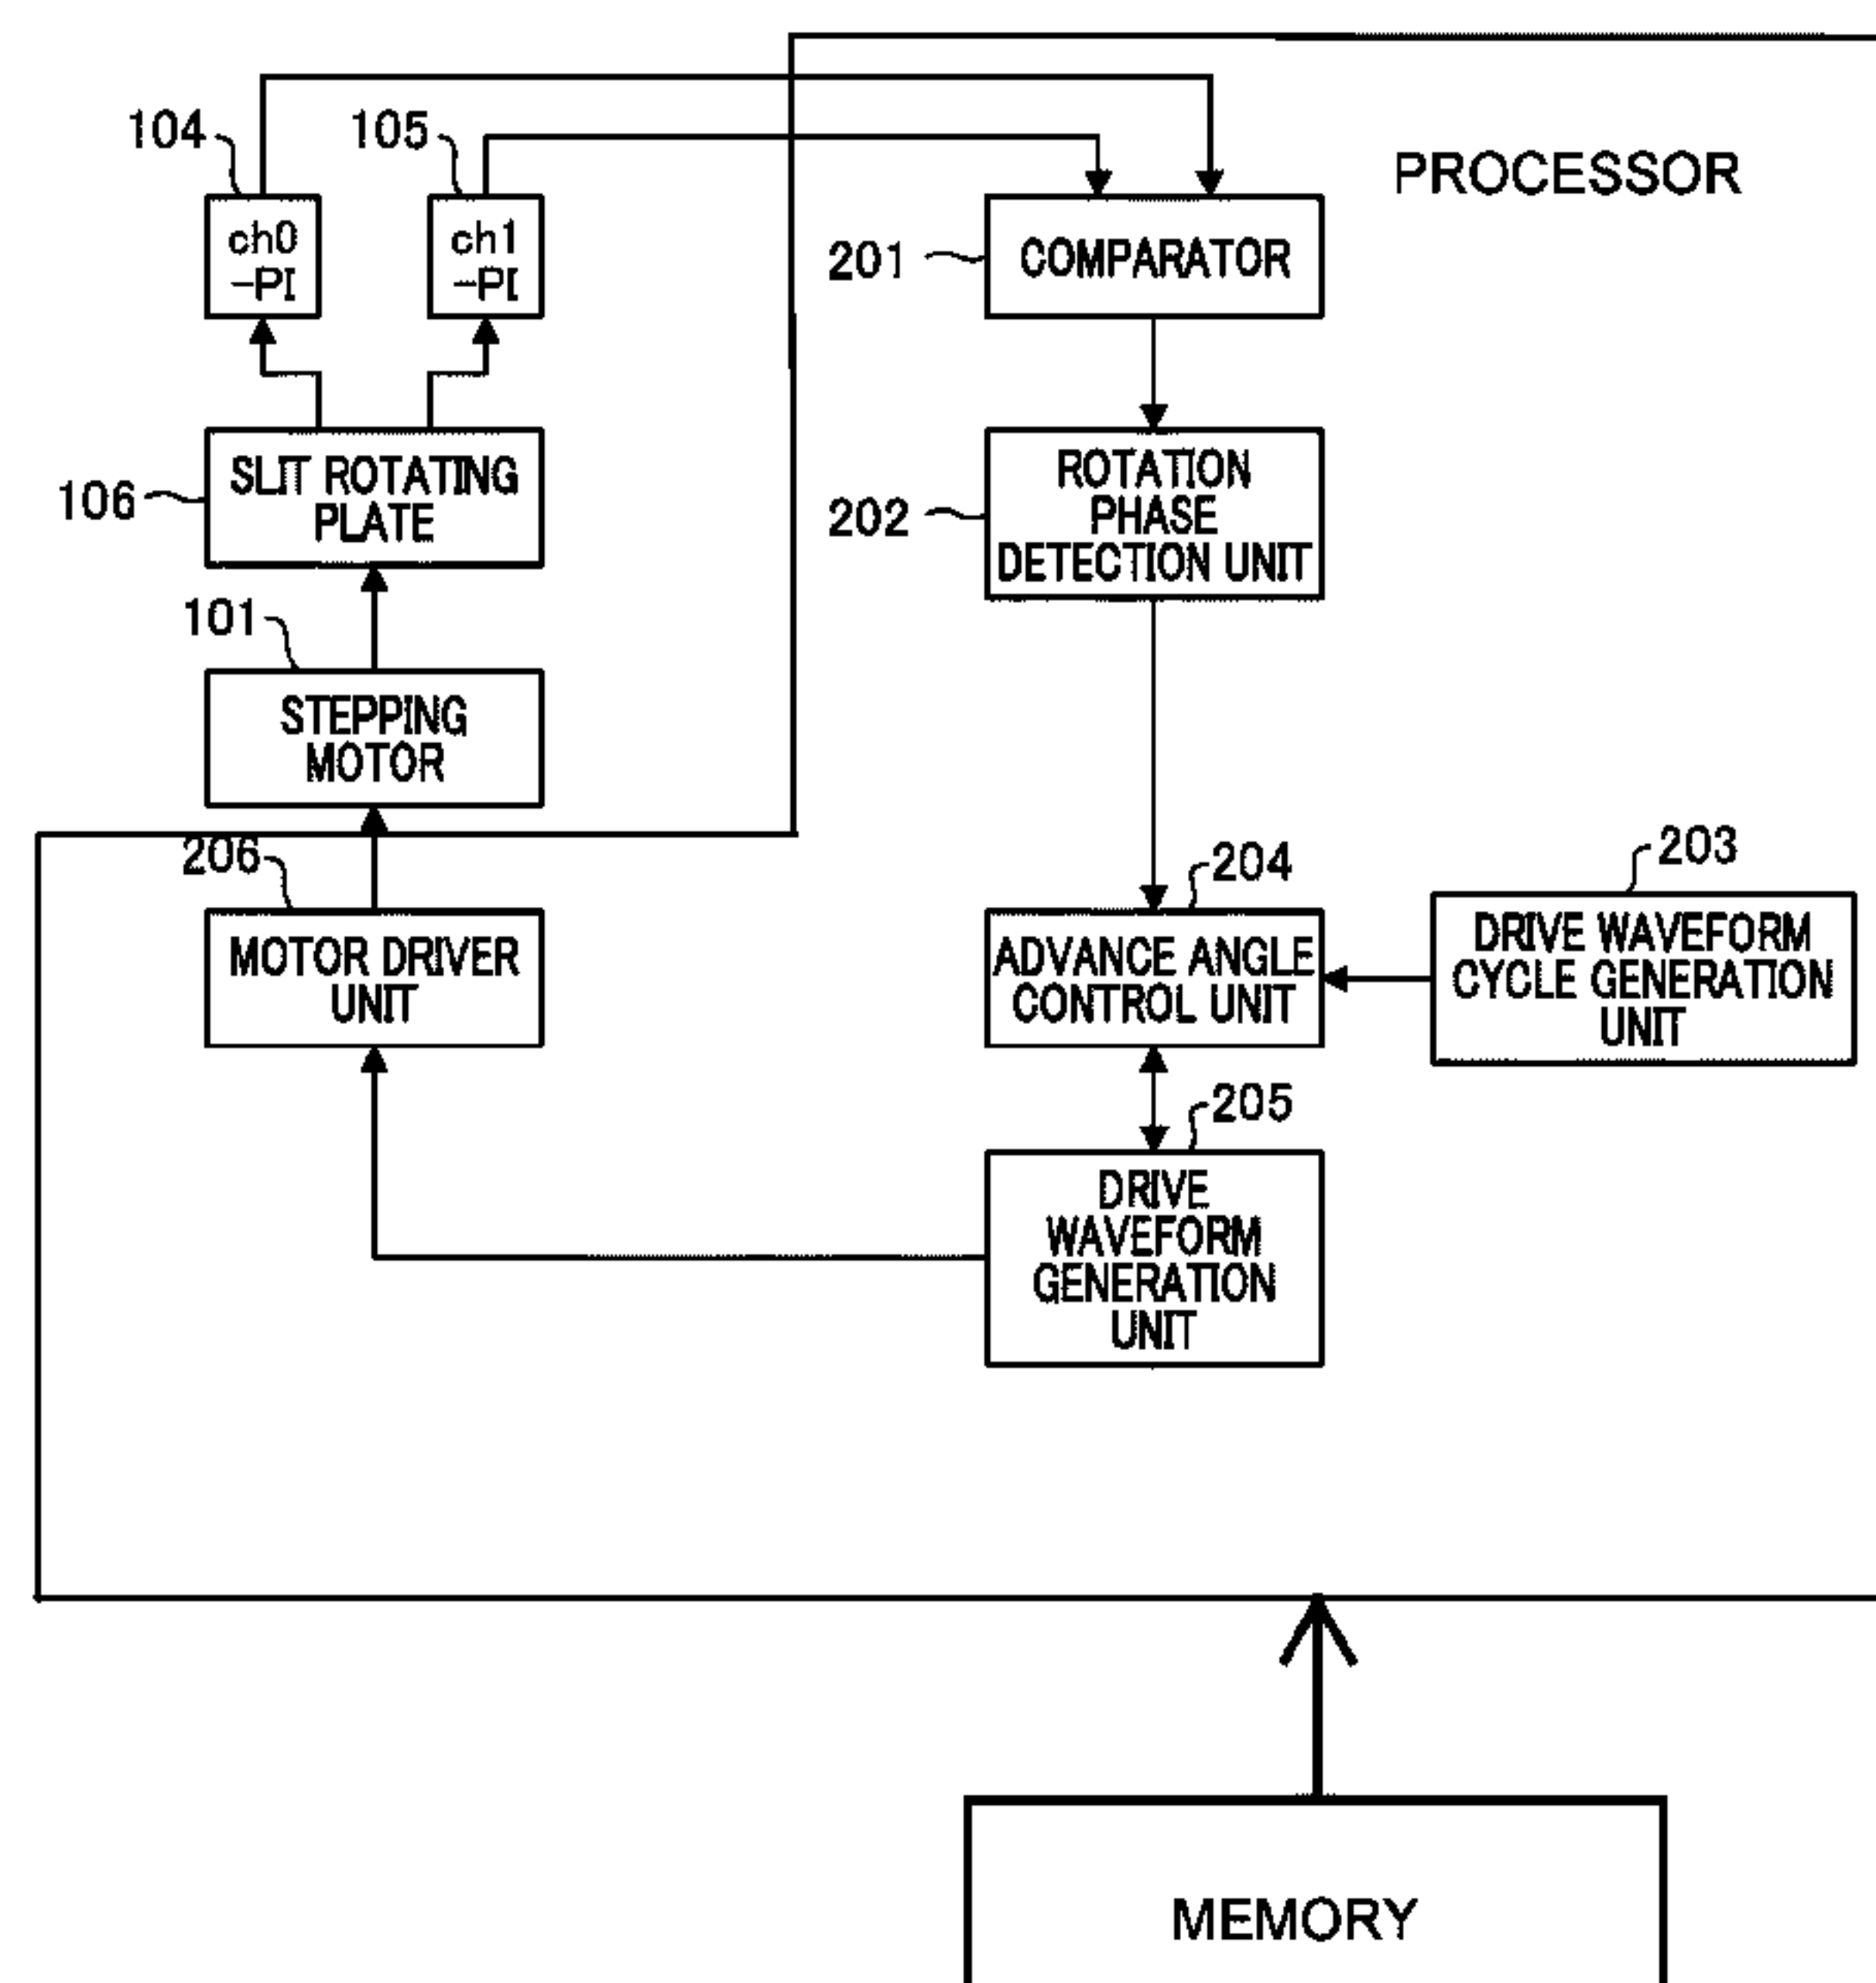 104
105
PROCESSOR
ch0
-PI
ch1
-PI
201
COMPARATOR
106
SLIT ROTATING
PLATE
202
ROTATION
PHASE
DETECTION UNIT
101
STEPPING
MOTOR
206
MOTOR DRIVER
UNIT
204
ADVANCE ANGLE
CONTROL UNIT
203
DRIVE WAVEFORM
CYCLE GENERATION
UNIT
205
DRIVE
WAVEFORM
GENERATION
UNIT
MEMORY